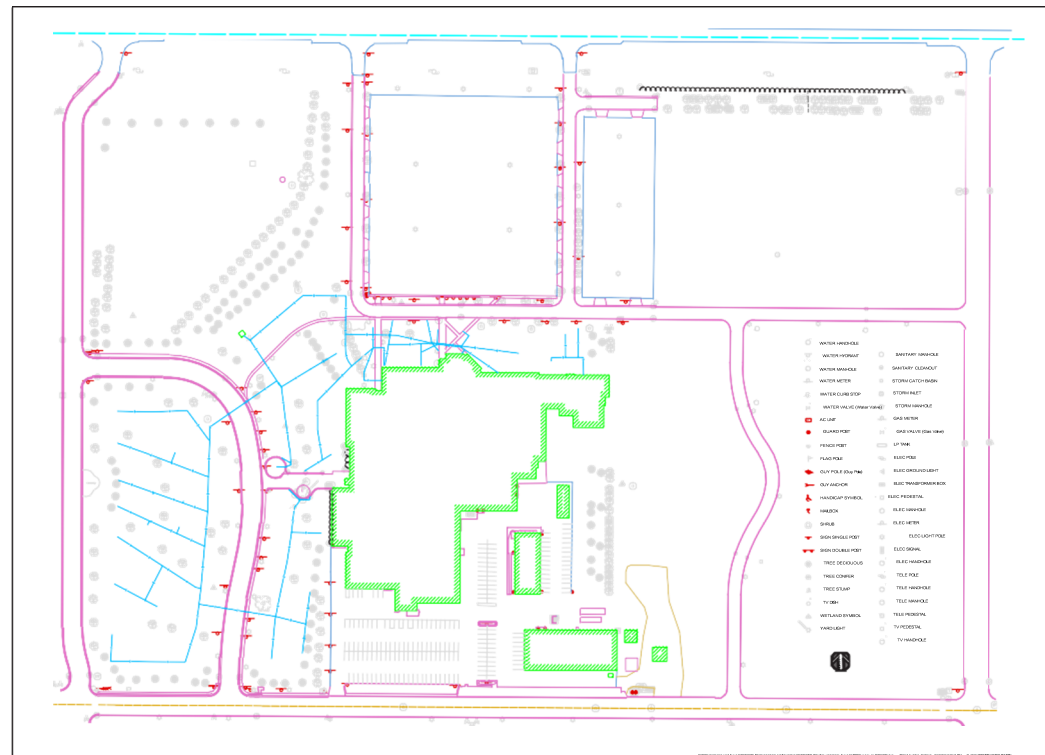 WATER HANDHOLE
WATER HYDRANT
WATER MANHOLE
WATER METER
WATER CURB STOP
WATER VALVE (Water Valve)
AC UNIT
GUARD POST
FENCE POST
FLAG POLE
GUY POLE (Guy Pole)
GUY ANCHOR
HANDICAP SYMBOL
MAILBOX
SHRUB
SIGN SINGLE POST
SIGN DOUBLE POST
TREE DECIDUOUS
TREE CONIFER
TREE STUMP
TV DISH
WETLAND SYMBOL
YARD LIGHT
SANITARY MANHOLE
SANITARY CLEANOUT
STORM CATCH BASIN
STORM INLET
STORM MANHOLE
GAS METER
GAS VALVE (Gas Valve)
LP TANK
ELEC POLE
ELEC GROUND LIGHT
ELEC TRANSFORMER BOX
ELEC PEDESTAL
ELEC MANHOLE
ELEC METER
ELEC LIGHT POLE
ELEC SIGNAL
ELEC HANDHOLE
TELE POLE
TELE HANDHOLE
TELE MANHOLE
TELE PEDESTAL
TV PEDESTAL
TV HANDHOLE